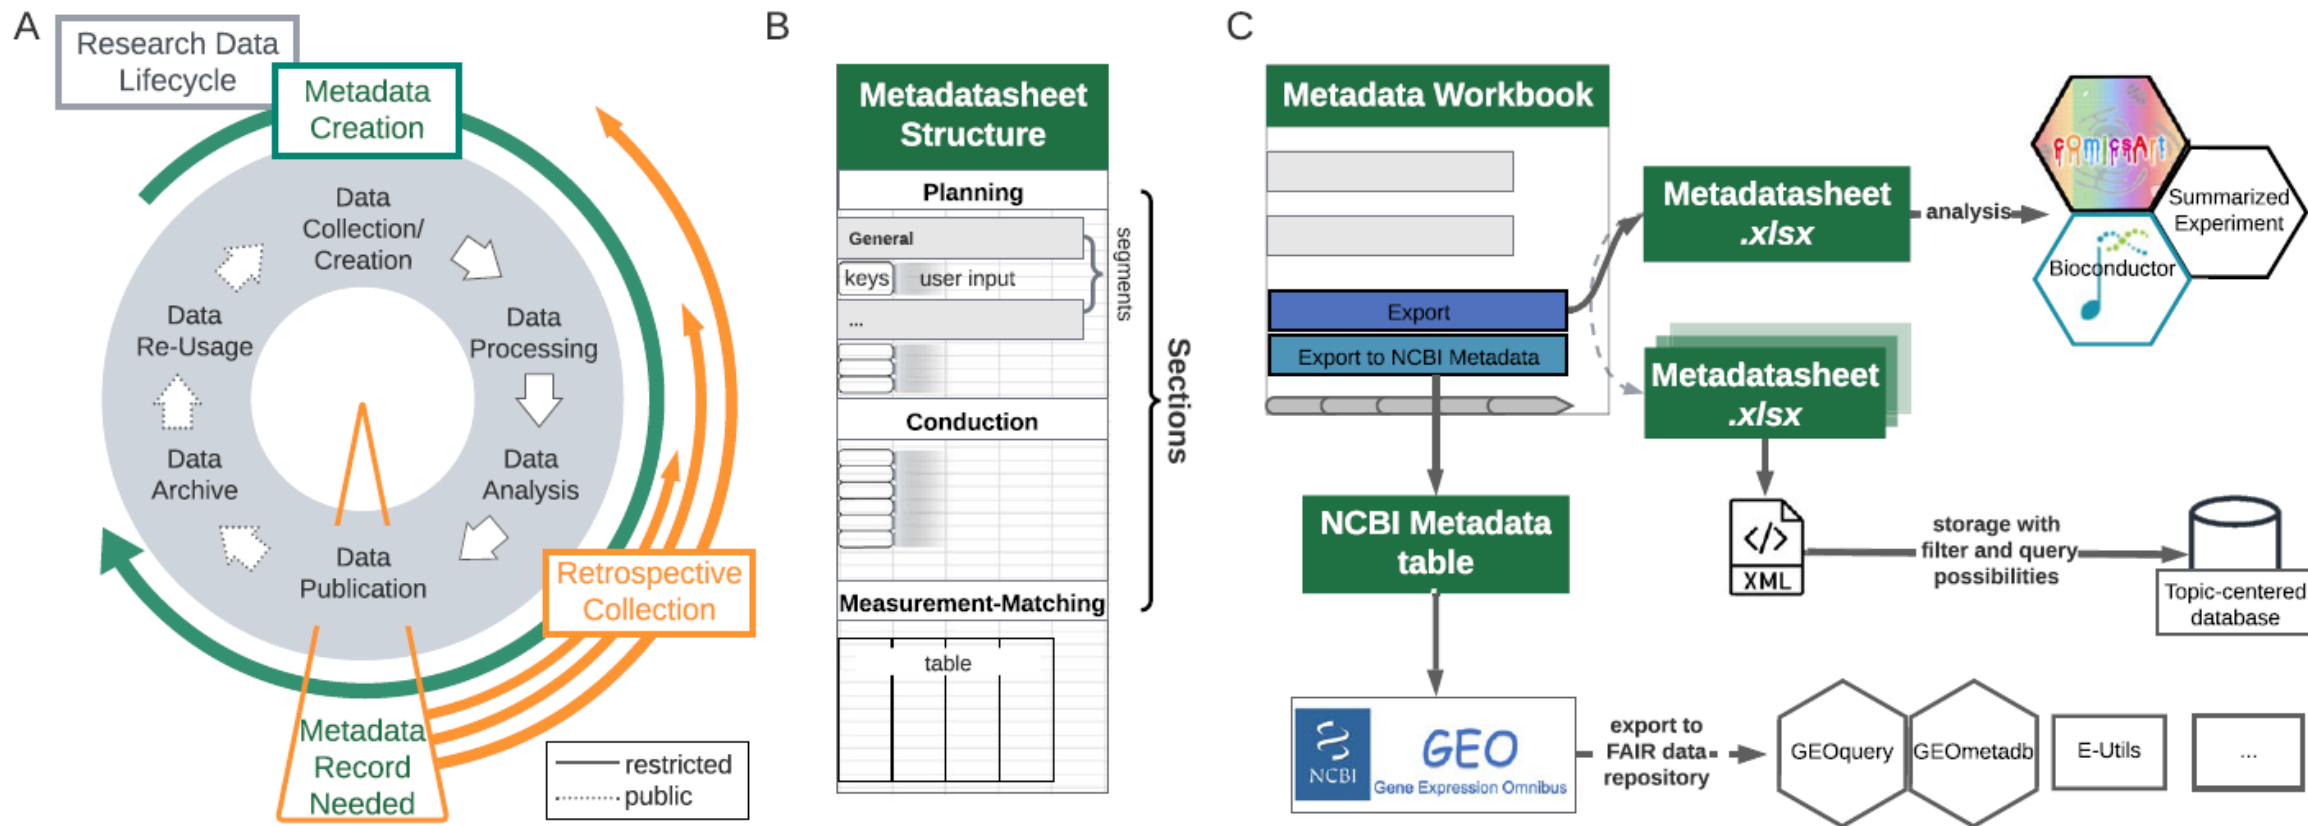 A
Research Data
Lifecycle
Metadata
Creation
Data
Collection/
Creation
Data
Processing
Data
Analysis
Data
Publication
Data
Archive
Data
Re-Usage
Retrospective
Collection
Metadata
Record
Needed
restricted
public
B
Metadatasheet
Structure
Planning
General
keys
user input
...
segments
Conduction
Measurement-Matching
table
Sections
C
Metadata Workbook
Export
Export to NCBI Metadata
Metadatasheet
.xlsx
analysis
cOmicsArt
Summarized
Experiment
Bioconductor
Metadatasheet
.xlsx
</>
XML
storage with
filter and query
possibilities
Topic-centered
database
NCBI Metadata
table
NCBI
GEO
Gene Expression Omnibus
export to
FAIR data
repository
GEOquery
GEOmetadb
E-Utils
...